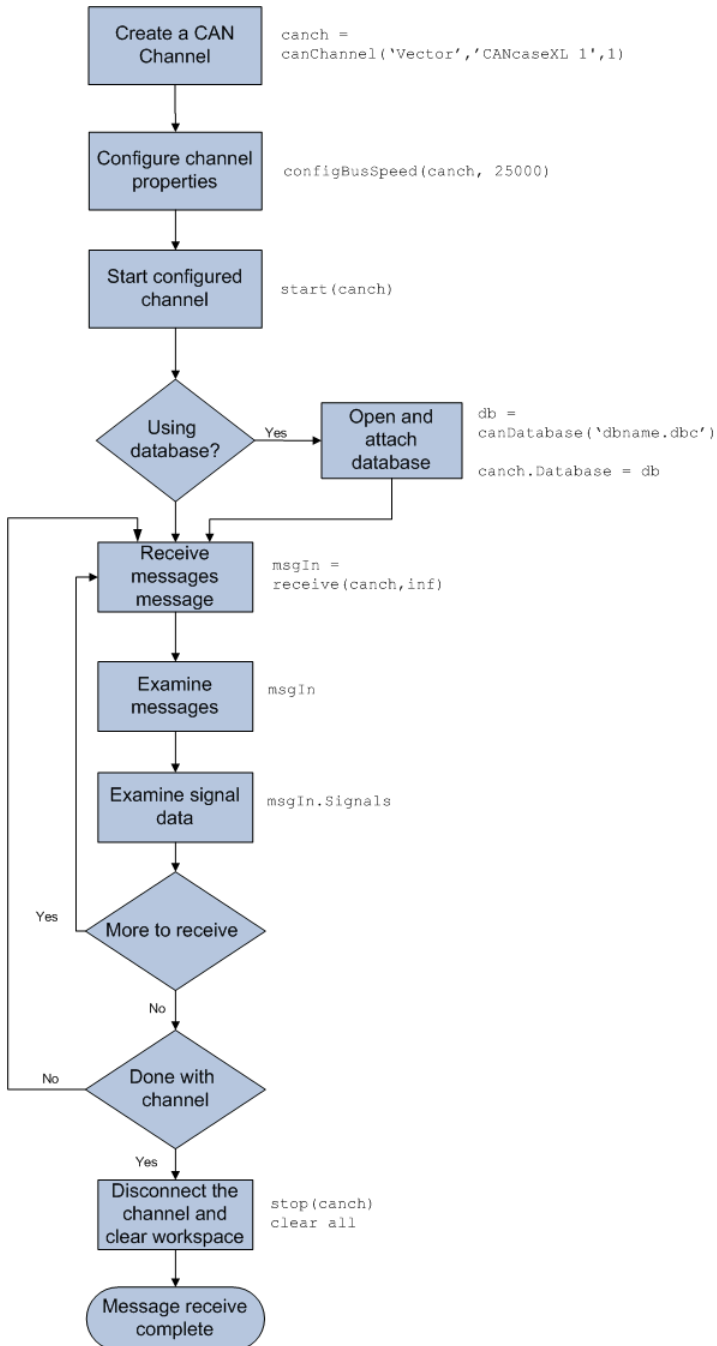 Create a CAN
Channel
canch =
canChannel(‘Vector’,’CANcaseXL 1',1)
Configure channel
properties
configBusSpeed(canch, 25000)
Start configured
channel
start(canch)
Using
database?
Yes
Open and
attach
database
db =
canDatabase(‘dbname.dbc’)
canch.Database = db
Receive
messages
message
msgIn =
receive(canch,inf)
Examine
messages
msgIn
Examine signal
data
msgIn.Signals
More to receive
Yes
No
Done with
channel
No
Yes
Disconnect the
channel and
clear workspace
stop(canch)
clear all
Message receive
complete